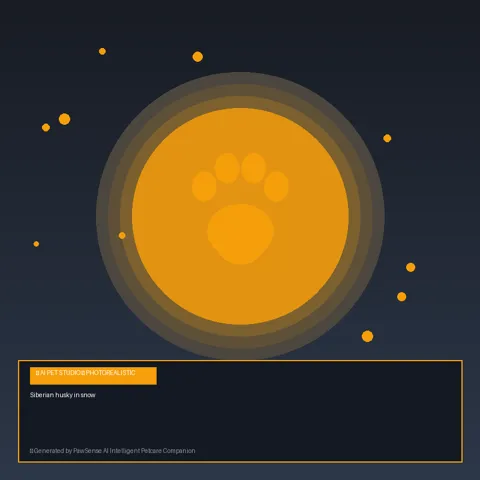 AI PET STUDIO PHOTOREALISTIC
Siberian husky in snow
Generated by PawSense AI Intelligent Petcare Companion